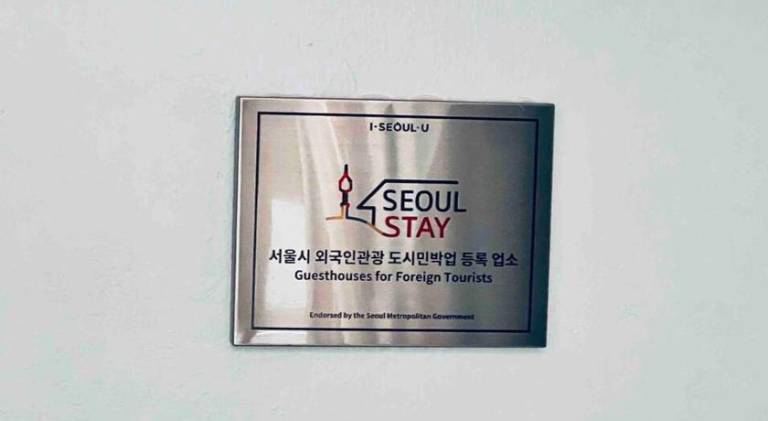 I·SEOUL·U
SEOUL
STAY
서울시 외국인관광 도시민박업 등록 업소
Guesthouses for Foreign Tourists
Endorsed by the Seoul Metropolitan Government